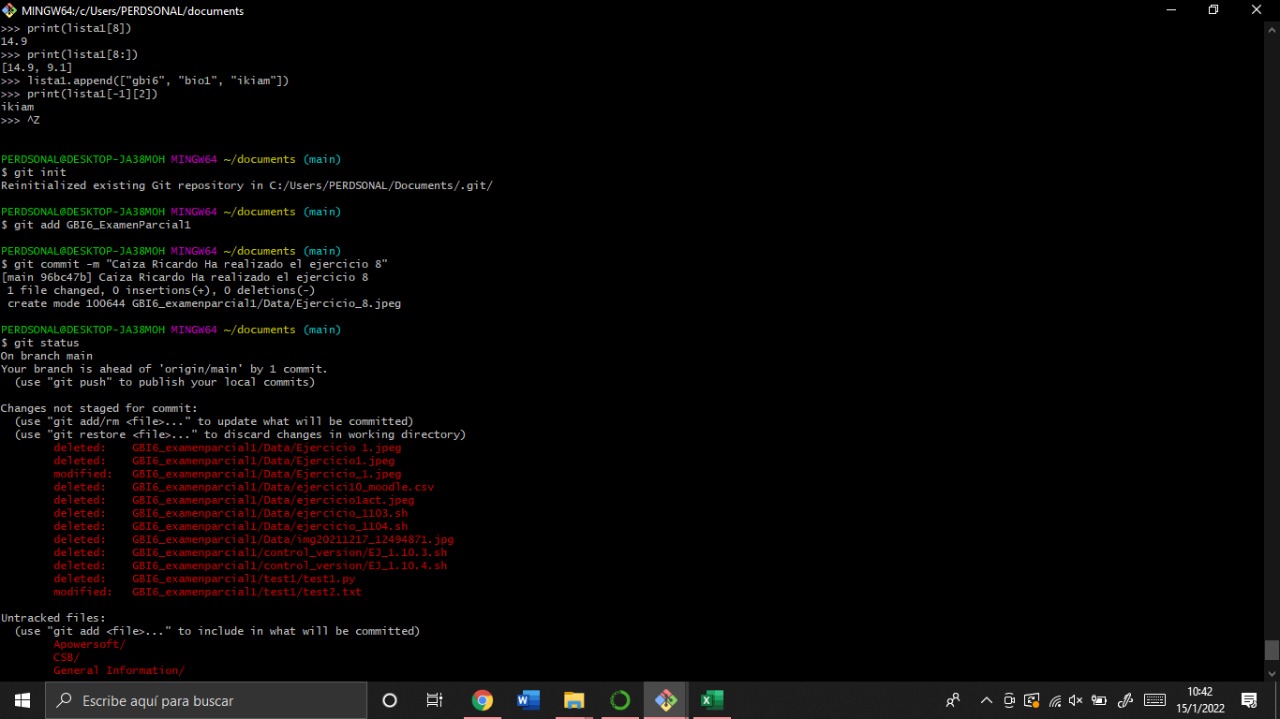 MINGW64:/c/Users/PERDSONAL/documents
>>> print(lista1[8])
14.9
>>> print(lista1[8:])
[14.9, 9.1]
>>> lista1.append(["gbi6", "bio1", "ikiam"])
>>> print(lista1[-1][2])
ikiam
>>> ^Z
PERDSONAL@DESKTOP-JA38MOH MINGW64 ~/documents (main)
$ git init
Reinitialized existing Git repository in C:/Users/PERDSONAL/Documents/.git/
PERDSONAL@DESKTOP-JA38MOH MINGW64 ~/documents (main)
$ git add GBI6_ExamenParcial1
PERDSONAL@DESKTOP-JA38MOH MINGW64 ~/documents (main)
$ git commit -m "Caiza Ricardo Ha realizado el ejercicio 8"
[main 96bc47b] Caiza Ricardo Ha realizado el ejercicio 8
1 file changed, 0 insertions(+), 0 deletions(-)
create mode 100644 GBI6_examenparcial1/Data/Ejercicio_8.jpeg
PERDSONAL@DESKTOP-JA38MOH MINGW64 ~/documents (main)
$ git status
On branch main
Your branch is ahead of 'origin/main' by 1 commit.
(use "git push" to publish your local commits)
Changes not staged for commit:
(use "git add/rm <file>..." to update what will be committed)
(use "git restore <file>..." to discard changes in working directory)
deleted: GBI6_examenparcial1/Data/Ejercicio 1.jpeg
deleted: GBI6_examenparcial1/Data/Ejercicio1.jpeg
modified: GBI6_examenparcial1/Data/Ejercicio_1.jpeg
deleted: GBI6_examenparcial1/Data/ejercici10_moodle.csv
deleted: GBI6_examenparcial1/Data/ejercicio1act.jpeg
deleted: GBI6_examenparcial1/Data/ejercicio_1103.sh
deleted: GBI6_examenparcial1/Data/ejercicio_1104.sh
deleted: GBI6_examenparcial1/Data/img20211217_12494871.jpg
deleted: GBI6_examenparcial1/control_version/EJ_1.10.3.sh
deleted: GBI6_examenparcial1/control_version/EJ_1.10.4.sh
deleted: GBI6_examenparcial1/test1/test1.py
modified: GBI6_examenparcial1/test1/test2.txt
Untracked files:
(use "git add <file>..." to include in what will be committed)
Apowersoft/
CSB/
General Information/
Escribe aquí para buscar
10:42
15/1/2022